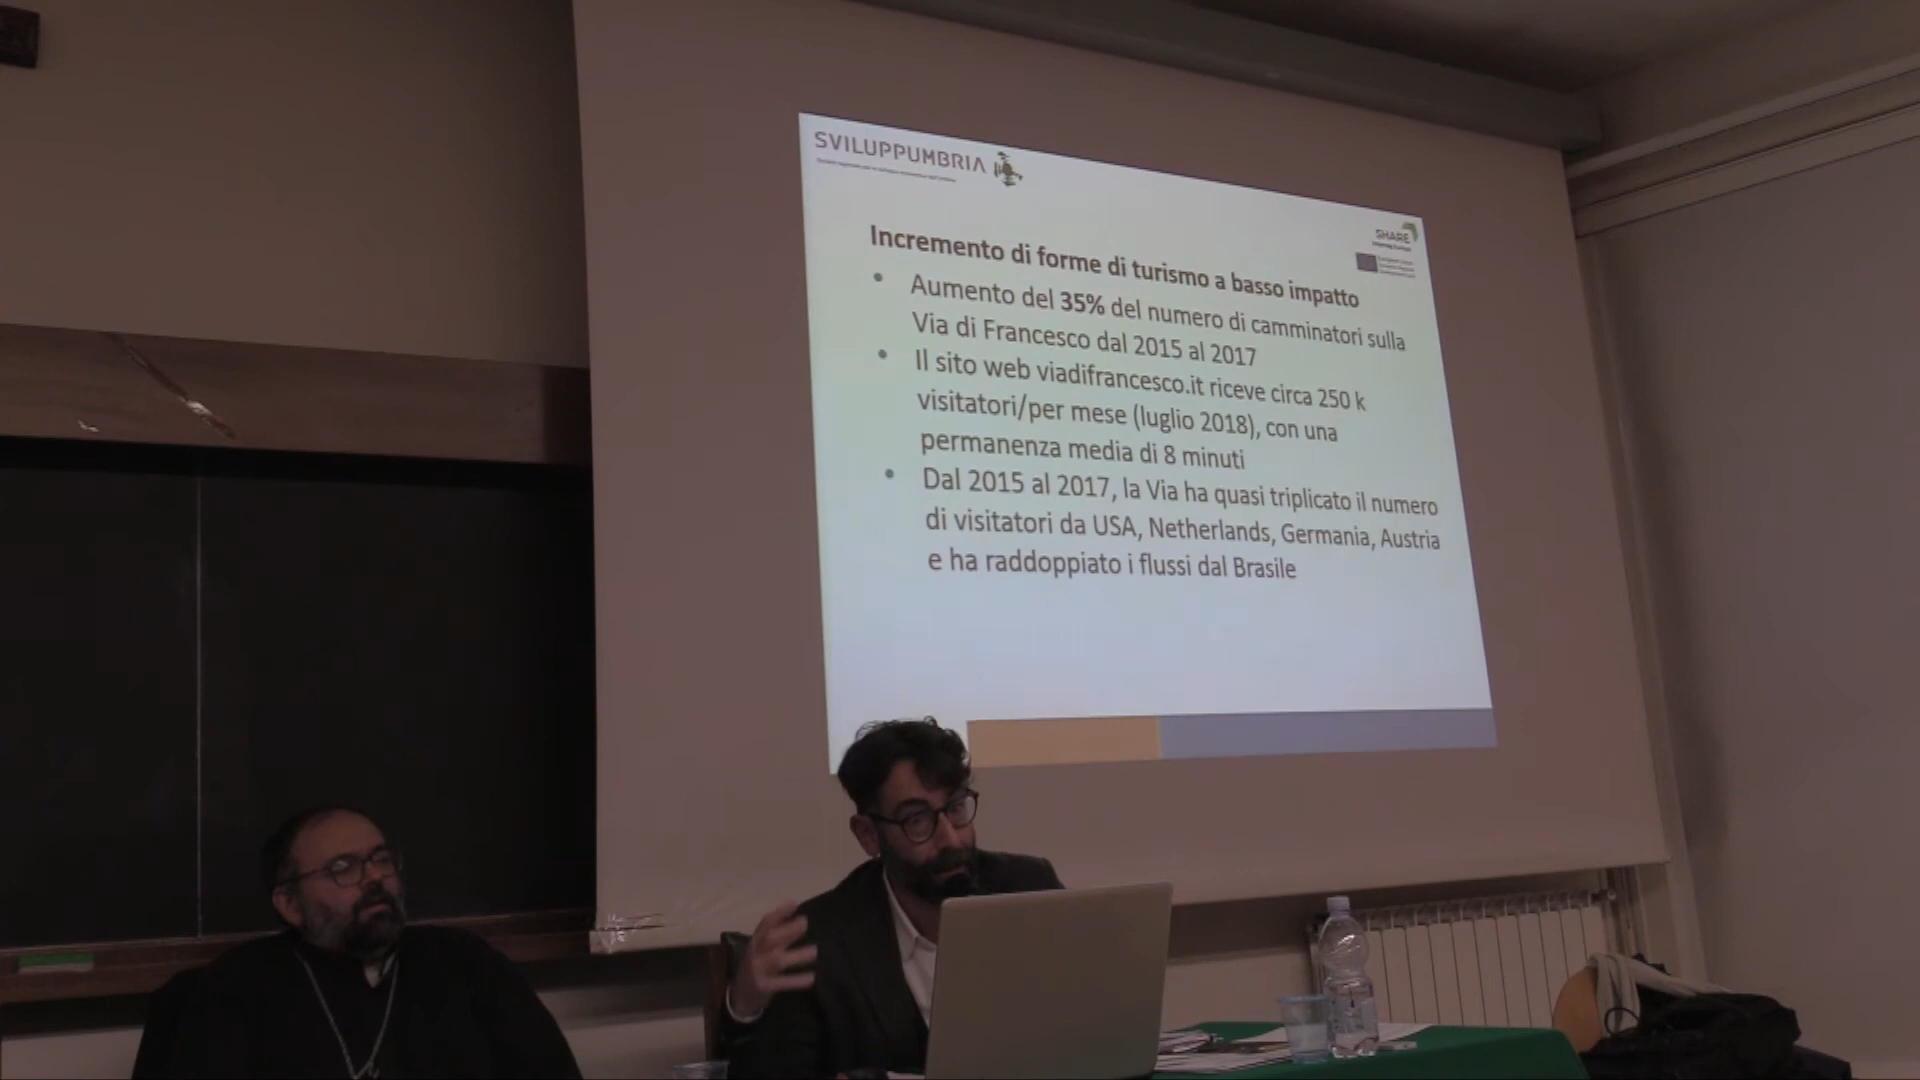 SVILUPPUMBRIA
SHARE
Incremento di forme di turismo a basso impatto
• Aumento del 35% del numero di camminatori sulla
Via di Francesco dal 2015 al 2017
• Il sito web viadifrancesco.it riceve circa 250 k
visitatori/per mese (luglio 2018), con una
permanenza media di 8 minuti
• Dal 2015 al 2017, la Via ha quasi triplicato il numero
di visitatori da USA, Netherlands, Germania, Austria
e ha raddoppiato i flussi dal Brasile